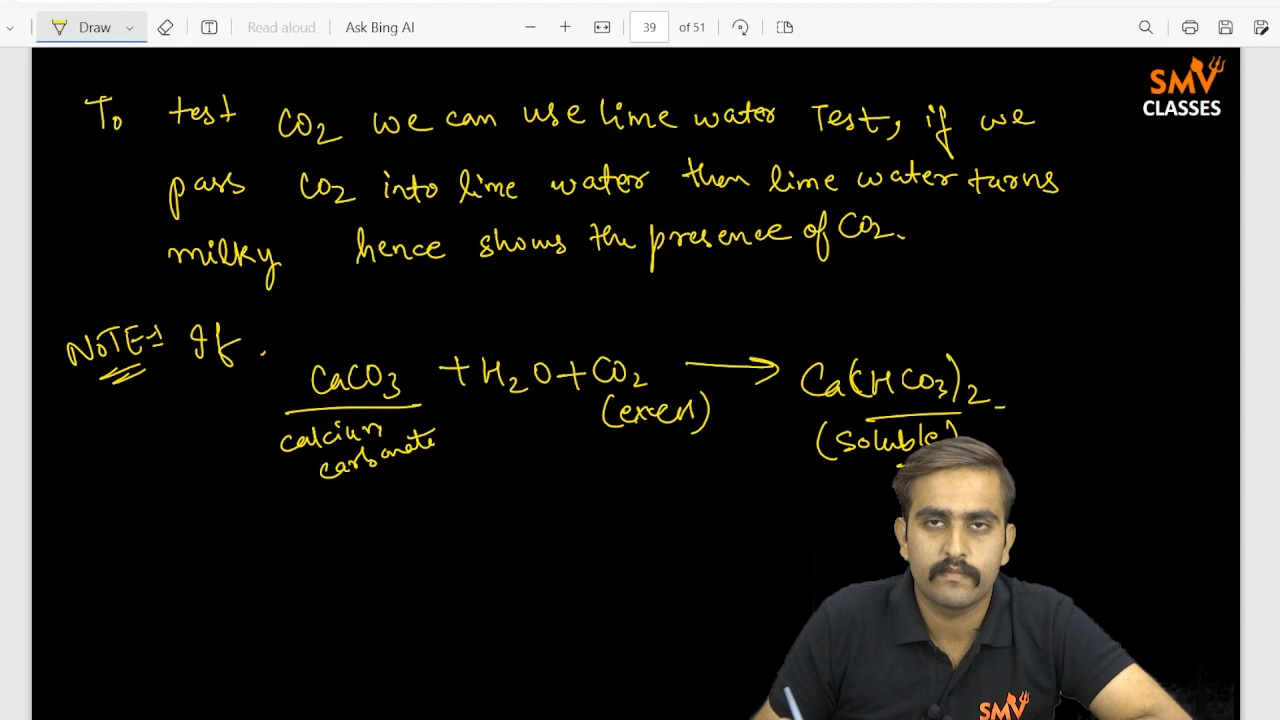 Draw
Read aloud
Ask Bing AI
39
of 51
SMV
CLASSES
To test CO2 we can use lime water Test, if we
pass CO2 into lime water then lime water turns
milky hence shows the presence of CO2.
NOTE:- If
CaCO3 + H2O + CO2 → Ca(HCO3)2
(excess)
calcium
carbonate
(soluble)
SMV